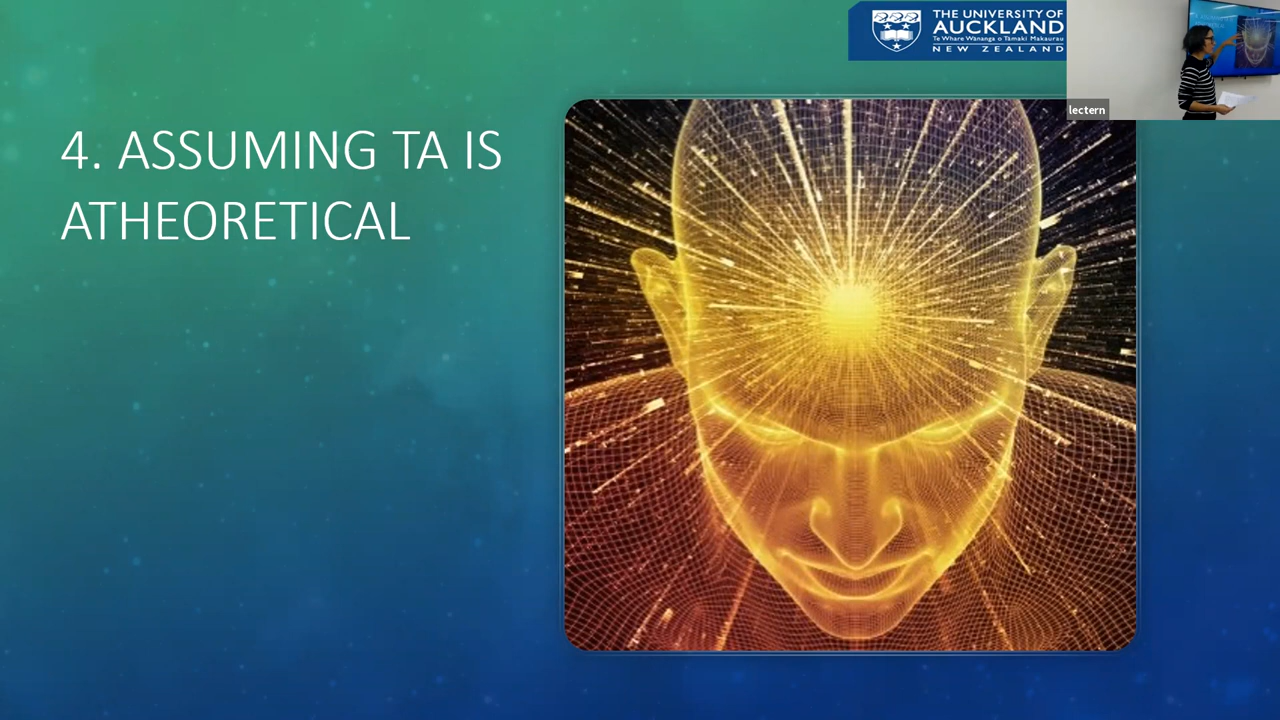 THE UNIVERSITY OF
AUCKLAND
Te Whare Wānanga o Tāmaki Makaurau
NEW ZEALAND
lectern
4. ASSUMING TA IS
ATHEORETICAL